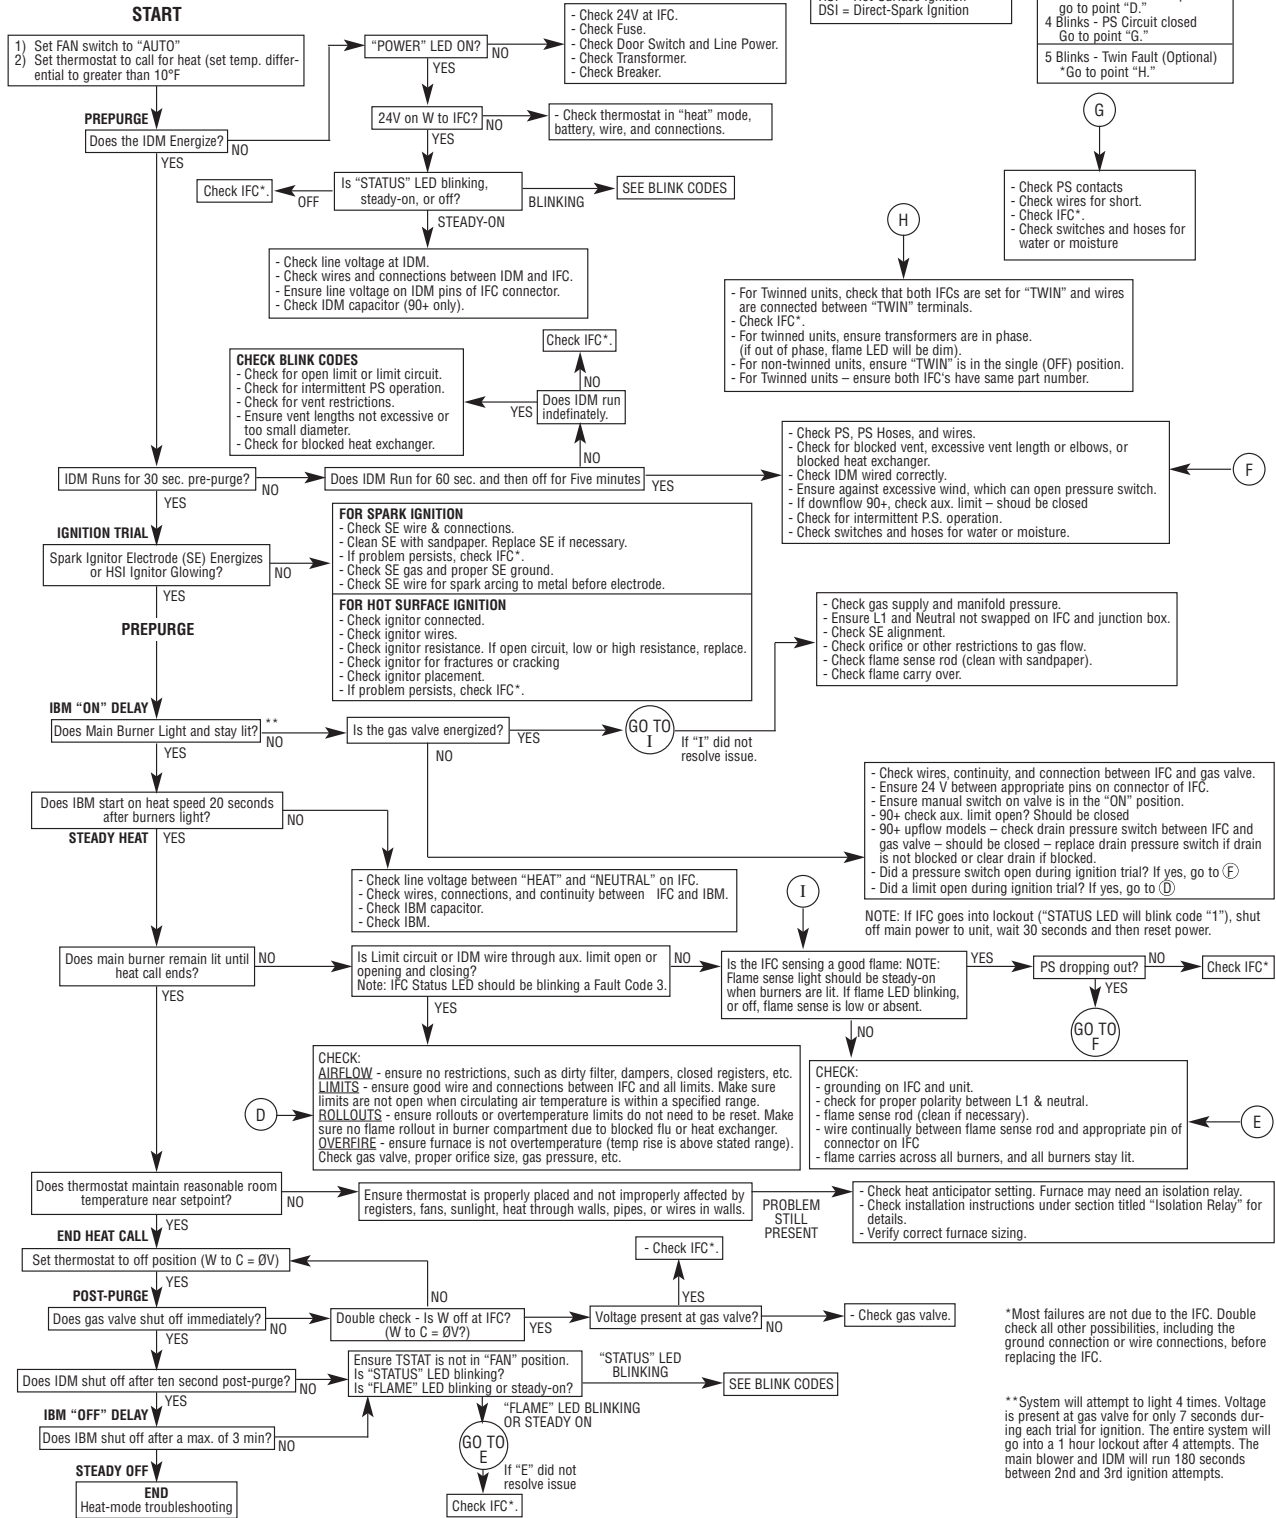 START
1) Set FAN switch to “AUTO”
2) Set thermostat to call for heat (set temp. differ-
ential to greater than 10°F
PREPURGE
Does the IDM Energize?
NO
YES
“POWER” LED ON?
NO
YES
- Check 24V at IFC.
- Check Fuse.
- Check Door Switch and Line Power.
- Check Transformer.
- Check Breaker.
24V on W to IFC?
NO
YES
- Check thermostat in “heat” mode,
battery, wire, and connections.
Is “STATUS” LED blinking,
steady-on, or off?
Check IFC*.
OFF
BLINKING
SEE BLINK CODES
STEADY-ON
- Check line voltage at IDM.
- Check wires and connections between IDM and IFC.
- Ensure line voltage on IDM pins of IFC connector.
- Check IDM capacitor (90+ only).
DSI = Direct-Spark Ignition
go to point “D.”
4 Blinks - PS Circuit closed
Go to point “G.”
5 Blinks - Twin Fault (Optional)
*Go to point “H.”
G
- Check PS contacts
- Check wires for short.
- Check IFC*.
- Check switches and hoses for
water or moisture
H
- For Twinned units, check that both IFCs are set for “TWIN” and wires
are connected between “TWIN” terminals.
- Check IFC*.
- For twinned units, ensure transformers are in phase.
(if out of phase, flame LED will be dim).
- For non-twinned units, ensure “TWIN” is in the single (OFF) position.
- For Twinned units – ensure both IFC‘s have same part number.
Check IFC*.
NO
CHECK BLINK CODES
- Check for open limit or limit circuit.
- Check for intermittent PS operation.
- Check for vent restrictions.
- Ensure vent lengths not excessive or
too small diameter.
- Check for blocked heat exchanger.
YES
Does IDM run
indefinately.
NO
IDM Runs for 30 sec. pre-purge?
NO
YES
Does IDM Run for 60 sec. and then off for Five minutes
YES
- Check PS, PS Hoses, and wires.
- Check for blocked vent, excessive vent length or elbows, or
blocked heat exchanger.
- Check IDM wired correctly.
- Ensure against excessive wind, which can open pressure switch.
- If downflow 90+, check aux. limit – shoud be closed
- Check for intermittent P.S. operation.
- Check switches and hoses for water or moisture.
F
IGNITION TRIAL
Spark Ignitor Electrode (SE) Energizes
or HSI Ignitor Glowing?
NO
YES
FOR SPARK IGNITION
- Check SE wire & connections.
- Clean SE with sandpaper. Replace SE if necessary.
- If problem persists, check IFC*.
- Check SE gas and proper SE ground.
- Check SE wire for spark arcing to metal before electrode.
FOR HOT SURFACE IGNITION
- Check ignitor connected.
- Check ignitor wires.
- Check ignitor resistance. If open circuit, low or high resistance, replace.
- Check ignitor for fractures or cracking
- Check ignitor placement.
- If problem persists, check IFC*.
PREPURGE
- Check gas supply and manifold pressure.
- Ensure L1 and Neutral not swapped on IFC and junction box.
- Check SE alignment.
- Check orifice or other restrictions to gas flow.
- Check flame sense rod (clean with sandpaper).
- Check flame carry over.
IBM “ON” DELAY
Does Main Burner Light and stay lit?
**
NO
YES
Is the gas valve energized?
YES
NO
GO TO
I
If “I” did not
resolve issue.
- Check wires, continuity, and connection between IFC and gas valve.
- Ensure 24 V between appropriate pins on connector of IFC.
- Ensure manual switch on valve is in the “ON” position.
- 90+ check aux. limit open? Should be closed
- 90+ upflow models – check drain pressure switch between IFC and
gas valve – should be closed – replace drain pressure switch if drain
is not blocked or clear drain if blocked.
- Did a pressure switch open during ignition trial? If yes, go to F
- Did a limit open during ignition trial? If yes, go to D
Does IBM start on heat speed 20 seconds
after burners light?
NO
STEADY HEAT
YES
- Check line voltage between “HEAT” and “NEUTRAL” on IFC.
- Check wires, connections, and continuity between IFC and IBM.
- Check IBM capacitor.
- Check IBM.
I
NOTE: If IFC goes into lockout (“STATUS LED will blink code “1”), shut
off main power to unit, wait 30 seconds and then reset power.
Does main burner remain lit until
heat call ends?
NO
YES
Is Limit circuit or IDM wire through aux. limit open or
opening and closing?
Note: IFC Status LED should be blinking a Fault Code 3.
NO
YES
Is the IFC sensing a good flame: NOTE:
Flame sense light should be steady-on
when burners are lit. If flame LED blinking,
or off, flame sense is low or absent.
YES
NO
PS dropping out?
NO
Check IFC*
YES
GO TO
F
D
CHECK:
AIRFLOW - ensure no restrictions, such as dirty filter, dampers, closed registers, etc.
LIMITS - ensure good wire and connections between IFC and all limits. Make sure
limits are not open when circulating air temperature is within a specified range.
ROLLOUTS - ensure rollouts or overtemperature limits do not need to be reset. Make
sure no flame rollout in burner compartment due to blocked flu or heat exchanger.
OVERFIRE - ensure furnace is not overtemperature (temp rise is above stated range).
Check gas valve, proper orifice size, gas pressure, etc.
CHECK:
- grounding on IFC and unit.
- check for proper polarity between L1 & neutral.
- flame sense rod (clean if necessary).
- wire continually between flame sense rod and appropriate pin of
connector on IFC
- flame carries across all burners, and all burners stay lit.
E
Does thermostat maintain reasonable room
temperature near setpoint?
NO
YES
Ensure thermostat is properly placed and not improperly affected by
registers, fans, sunlight, heat through walls, pipes, or wires in walls.
PROBLEM
STILL
PRESENT
- Check heat anticipator setting. Furnace may need an isolation relay.
- Check installation instructions under section titled “Isolation Relay” for
details.
- Verify correct furnace sizing.
END HEAT CALL
Set thermostat to off position (W to C = ØV)
YES
POST-PURGE
Does gas valve shut off immediately?
NO
YES
NO
Double check - Is W off at IFC?
(W to C = ØV?)
YES
- Check IFC*.
YES
Voltage present at gas valve?
NO
- Check gas valve.
Does IDM shut off after ten second post-purge?
NO
YES
Ensure TSTAT is not in “FAN” position.
Is “STATUS” LED blinking?
Is “FLAME” LED blinking or steady-on?
“STATUS” LED
BLINKING
SEE BLINK CODES
“FLAME” LED BLINKING
OR STEADY ON
GO TO
E
If “E” did not
resolve issue
Check IFC*.
IBM “OFF” DELAY
Does IBM shut off after a max. of 3 min?
NO
STEADY OFF
YES
END
Heat-mode troubleshooting
*Most failures are not due to the IFC. Double
check all other possibilities, including the
ground connection or wire connections, before
replacing the IFC.
**System will attempt to light 4 times. Voltage
is present at gas valve for only 7 seconds dur-
ing each trial for ignition. The entire system will
go into a 1 hour lockout after 4 attempts. The
main blower and IDM will run 180 seconds
between 2nd and 3rd ignition attempts.